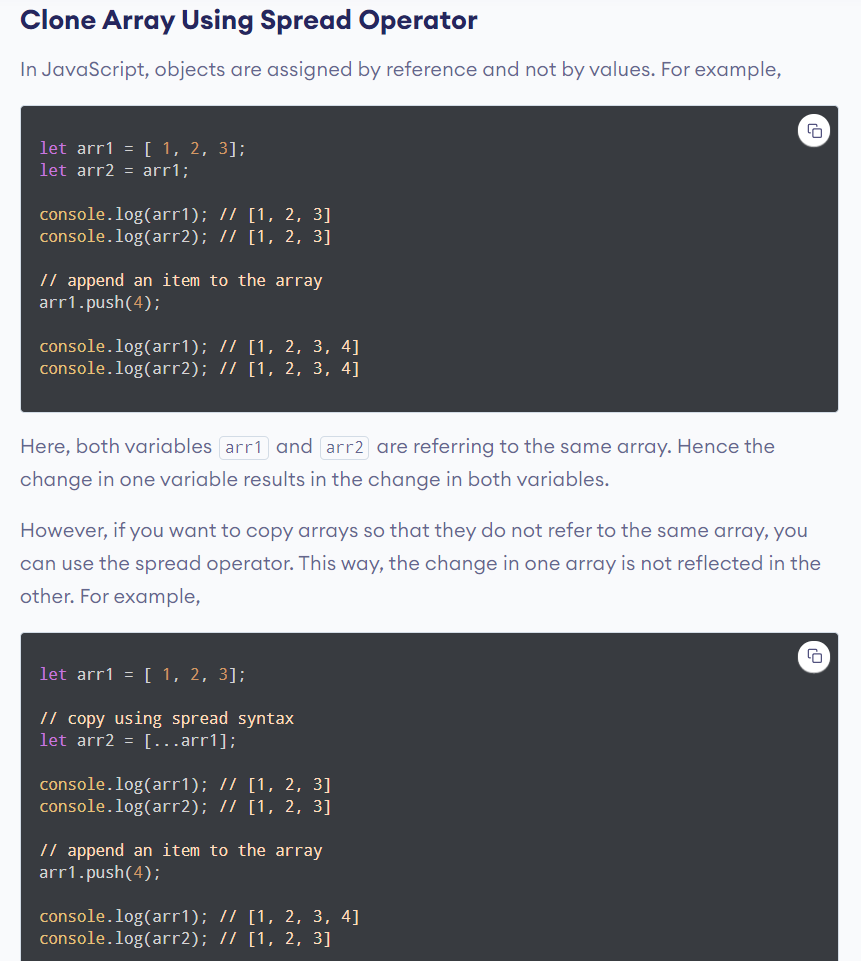 Clone Array Using Spread Operator
In JavaScript, objects are assigned by reference and not by values. For example,
let arr1 = [ 1, 2, 3];
let arr2 = arr1;
console.log(arr1); // [1, 2, 3]
console.log(arr2); // [1, 2, 3]
// append an item to the array
arr1.push(4);
console.log(arr1); // [1, 2, 3, 4]
console.log(arr2); // [1, 2, 3, 4]
Here, both variables arr1 and arr2 are referring to the same array. Hence the
change in one variable results in the change in both variables.
However, if you want to copy arrays so that they do not refer to the same array, you
can use the spread operator. This way, the change in one array is not reflected in the
other. For example,
let arr1 = [ 1, 2, 3];
// copy using spread syntax
let arr2 = [...arr1];
console.log(arr1); // [1, 2, 3]
console.log(arr2); // [1, 2, 3]
// append an item to the array
arr1.push(4);
console.log(arr1); // [1, 2, 3, 4]
console.log(arr2); // [1, 2, 3]